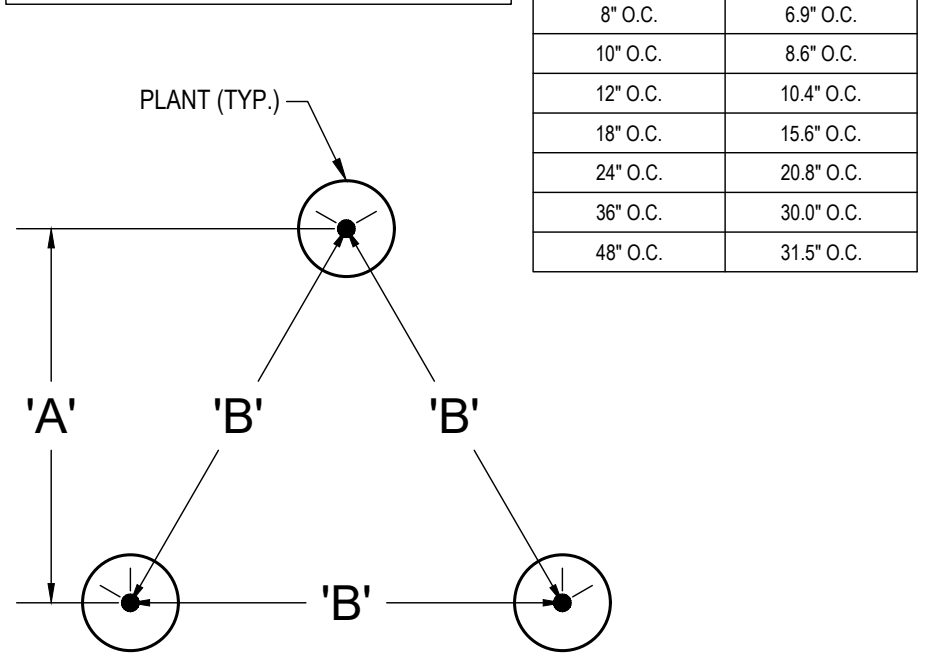 8" O.C. 6.9" O.C.
10" O.C. 8.6" O.C.
12" O.C. 10.4" O.C.
18" O.C. 15.6" O.C.
24" O.C. 20.8" O.C.
36" O.C. 30.0" O.C.
48" O.C. 31.5" O.C.
PLANT (TYP.)
'A' 'B' 'B'
'B'